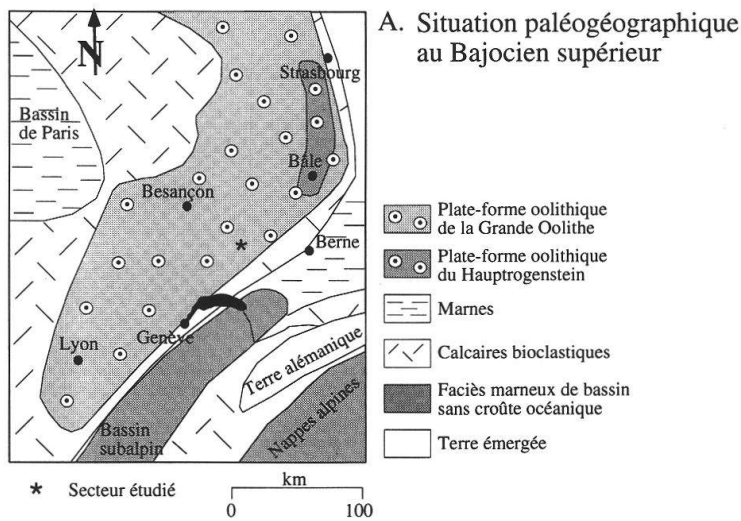 A. Situation paléogéographique
au Bajocien supérieur
N
Strasbourg
Bassin
de Paris
Bâle
Besançon
Berne
Genève
Lyon
Terre alémanique
Bassin
subalpin
Nappes alpines
Plate-forme oolithique
de la Grande Oolithe
Plate-forme oolithique
du Hauptrogenstein
Marnes
Calcaires bioclastiques
Faciès marneux de bassin
sans croûte océanique
Terre émergée
* Secteur étudié
km
0 100